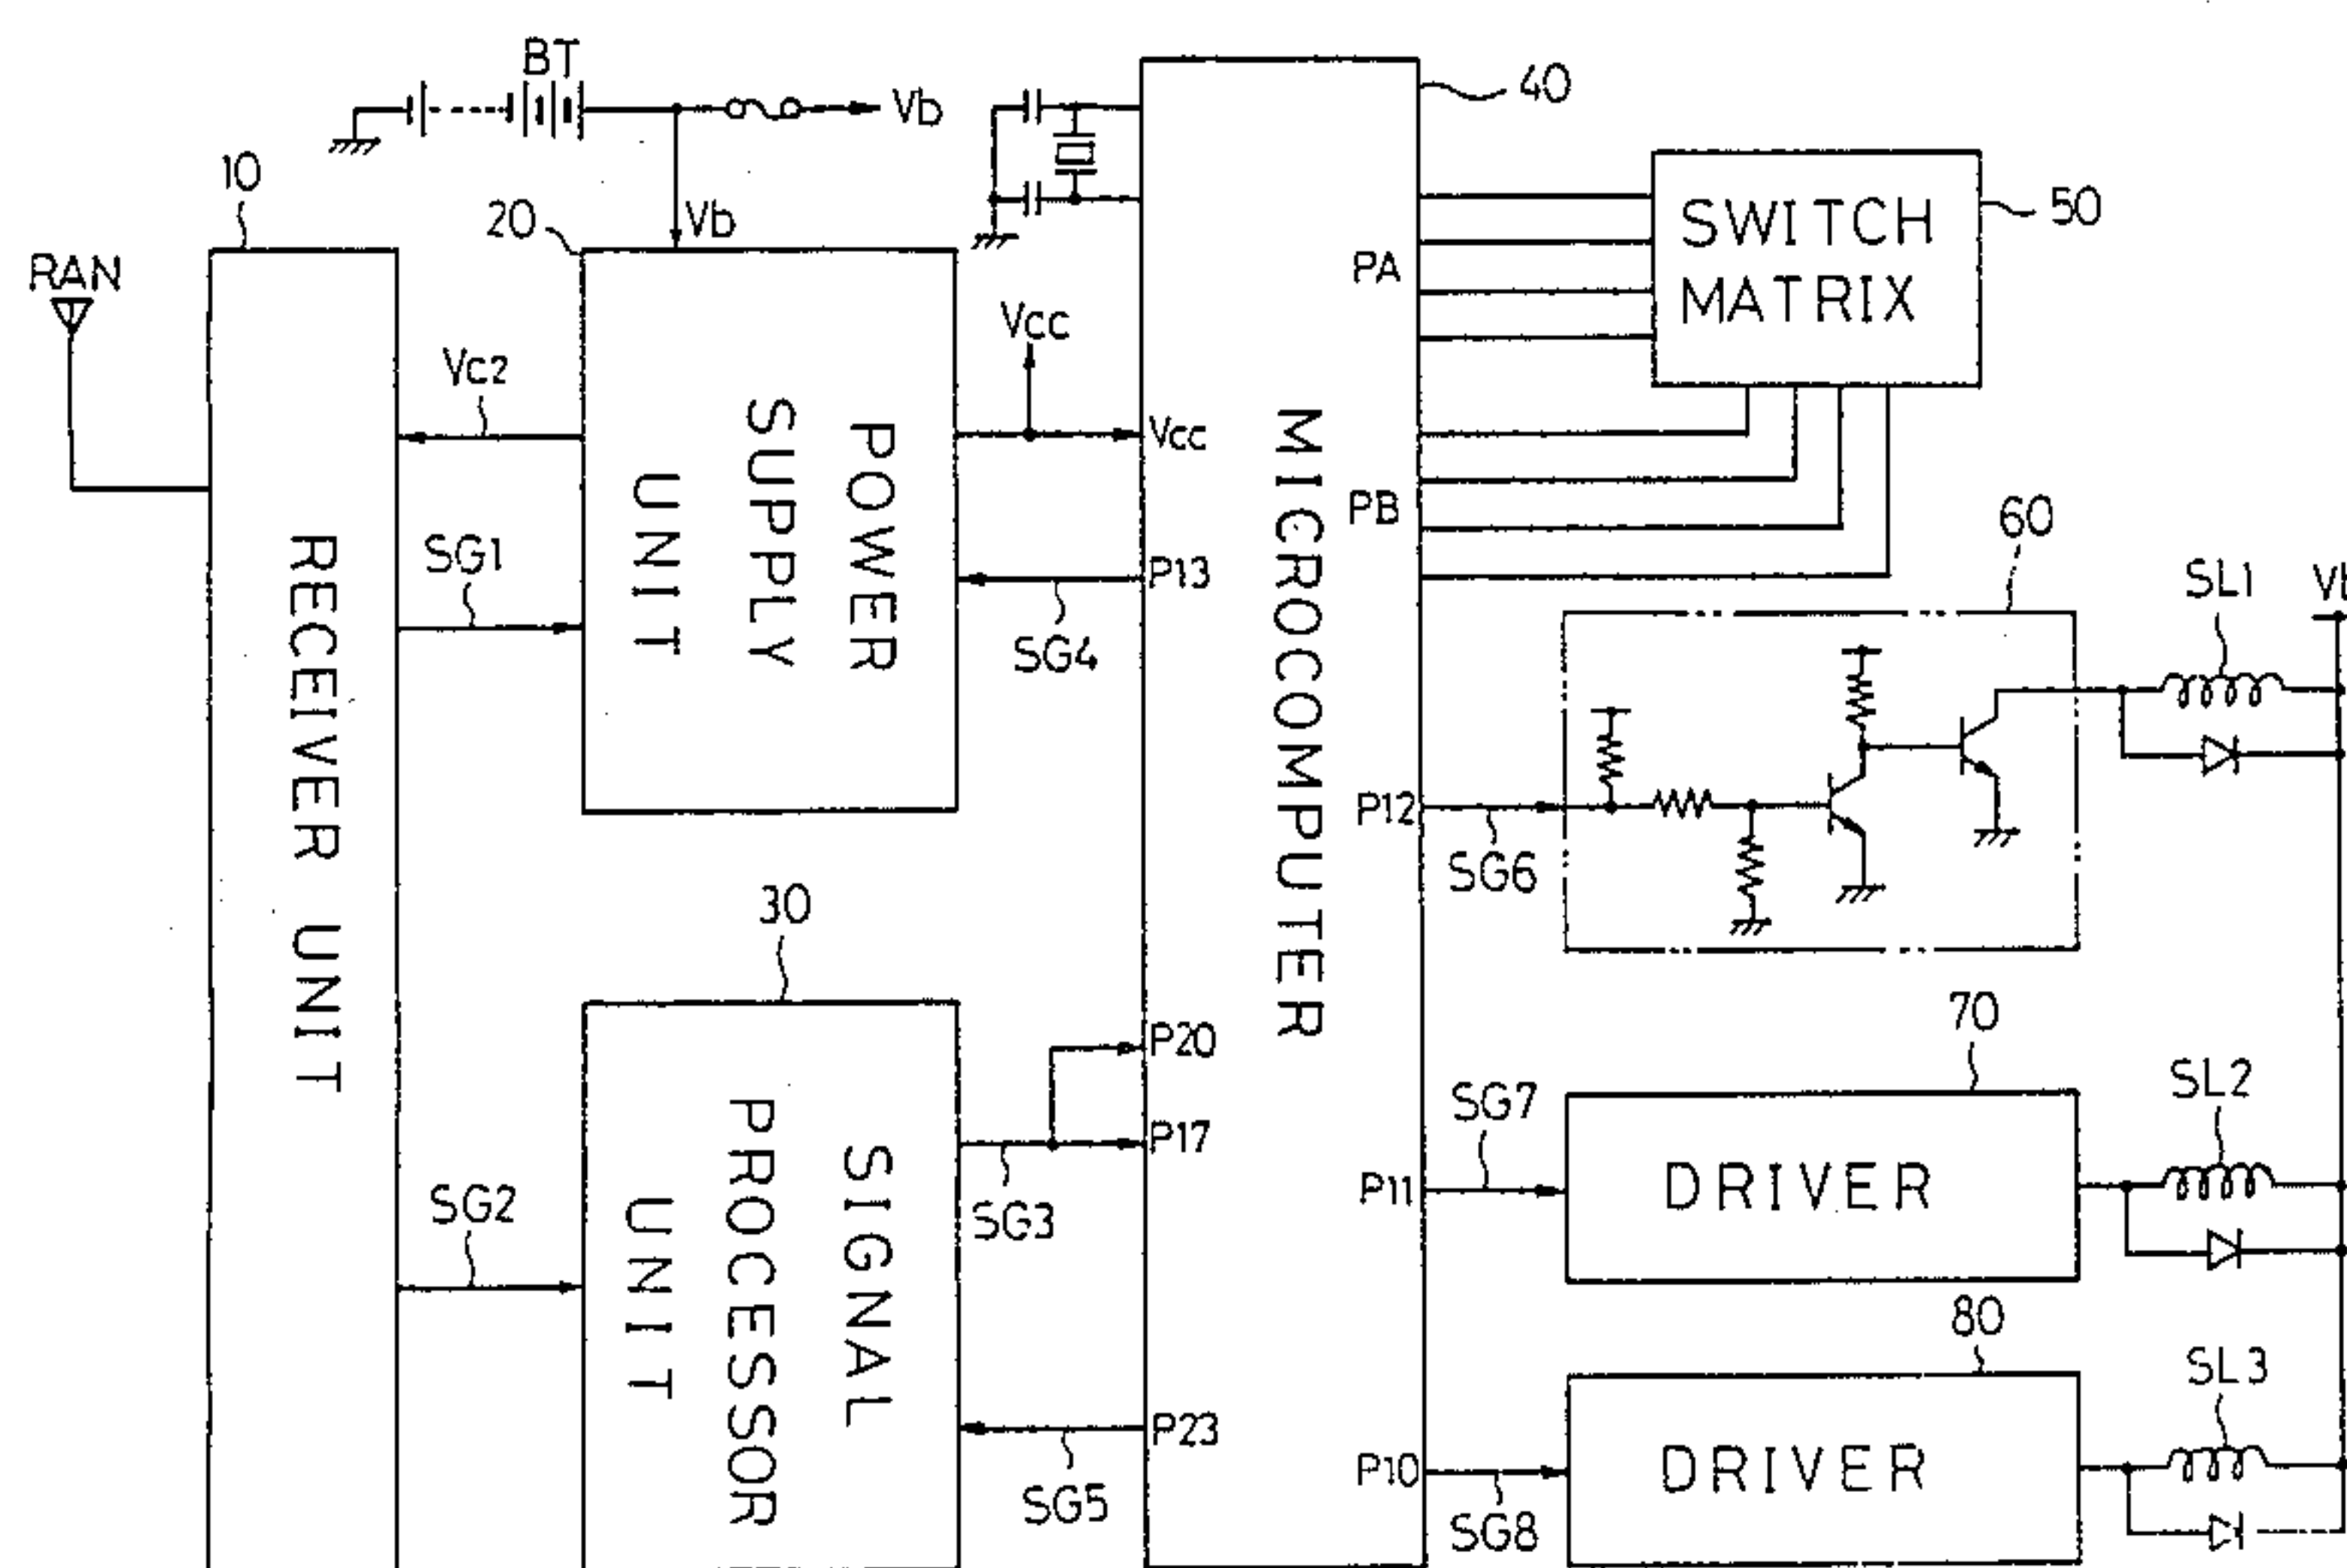 BT
Vb
40
10
20
Vb
SWITCH
MATRIX
50
RAN
PA
Vcc
Vc2
Vcc
POWER
SUPPLY
UNIT
MICROCOMPUTER
PB
60
SG1
P13
SG4
SL1
RECEIVER UNIT
P12
SG6
30
70
P20
P17
SG7
SL2
SIGNAL
PROCESSOR
UNIT
SG2
SG3
P11
DRIVER
80
SL3
P23
SG5
P10
SG8
DRIVER